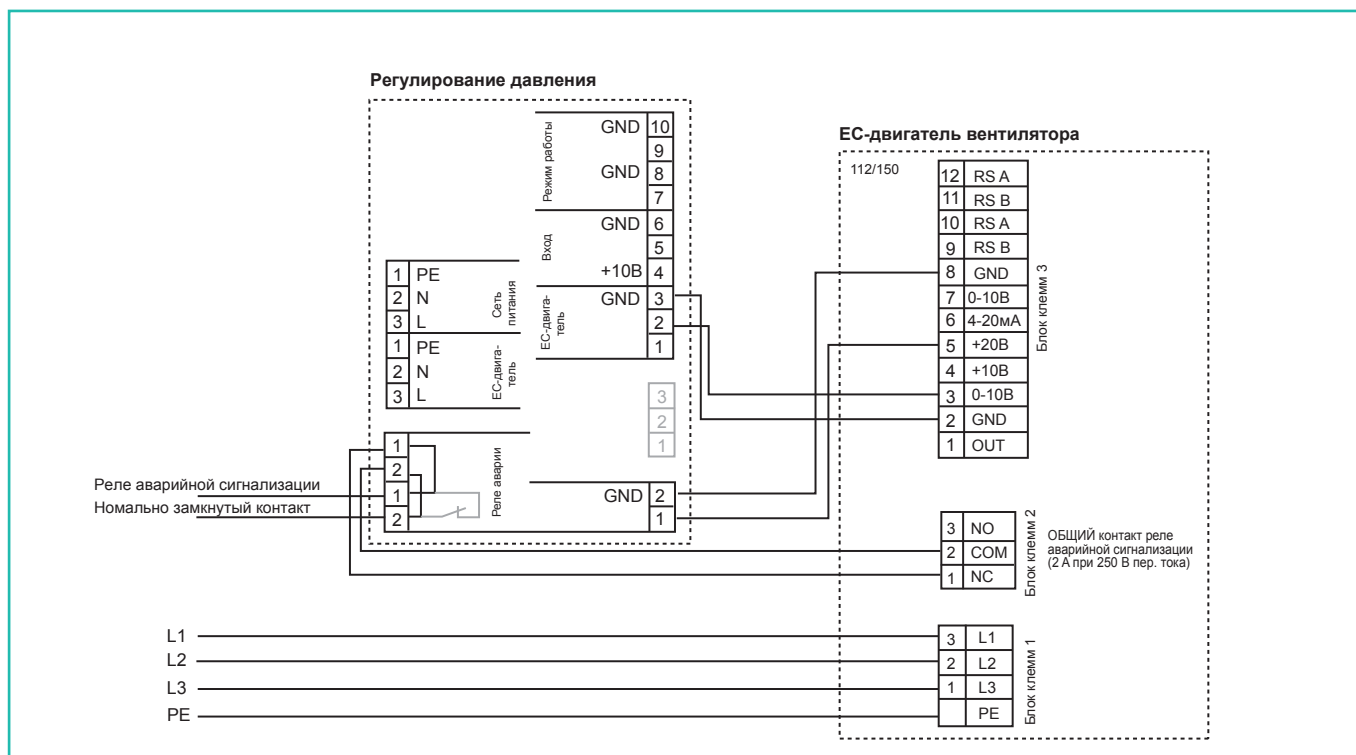 Регулирование давления
GND 10
9
GND 8
7
Режим работы
GND 6
5
+10В 4
Вход
GND 3
2
1
ЕС-двига-
тель
1 PE
2 N
3 L
Сеть
питания
1 PE
2 N
3 L
ЕС-двига-
тель
3
2
1
1
2
1
2
Реле аварии
GND 2
1
Реле аварийной сигнализации
Номально замкнутый контакт
ЕС-двигатель вентилятора
112/150
12 RS A
11 RS B
10 RS A
9 RS B
8 GND
7 0-10В
6 4-20мА
5 +20В
4 +10В
3 0-10В
2 GND
1 OUT
Блок клемм 3
3 NO
2 COM
1 NC
Блок клемм 2
ОБЩИЙ контакт реле
аварийной сигнализации
(2 А при 250 В пер. тока)
L1
L2
L3
PE
3 L1
2 L2
1 L3
PE
Блок клемм 1